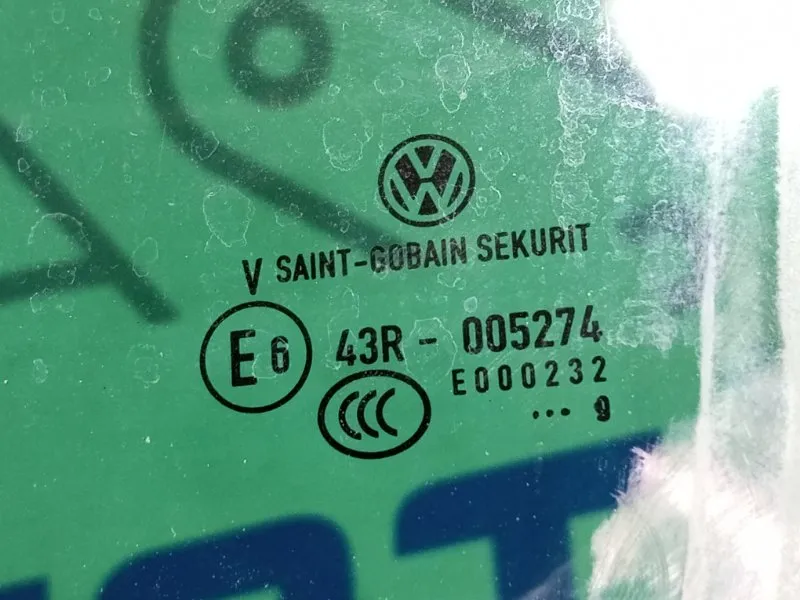 V SAINT-GOBAIN SEKURIT
E6 43R - 005274
E000232
CCC
... 9